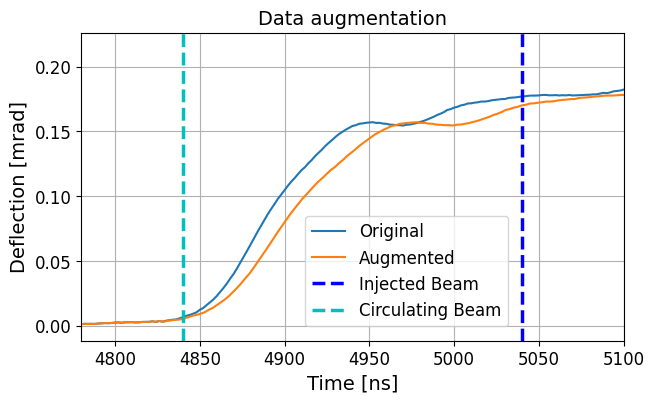 Data augmentation
Deflection [mrad]
0.20
0.15
0.10
0.05
0.00
Original
Augmented
Injected Beam
Circulating Beam
4800
4850
4900
4950
5000
5050
5100
Time [ns]